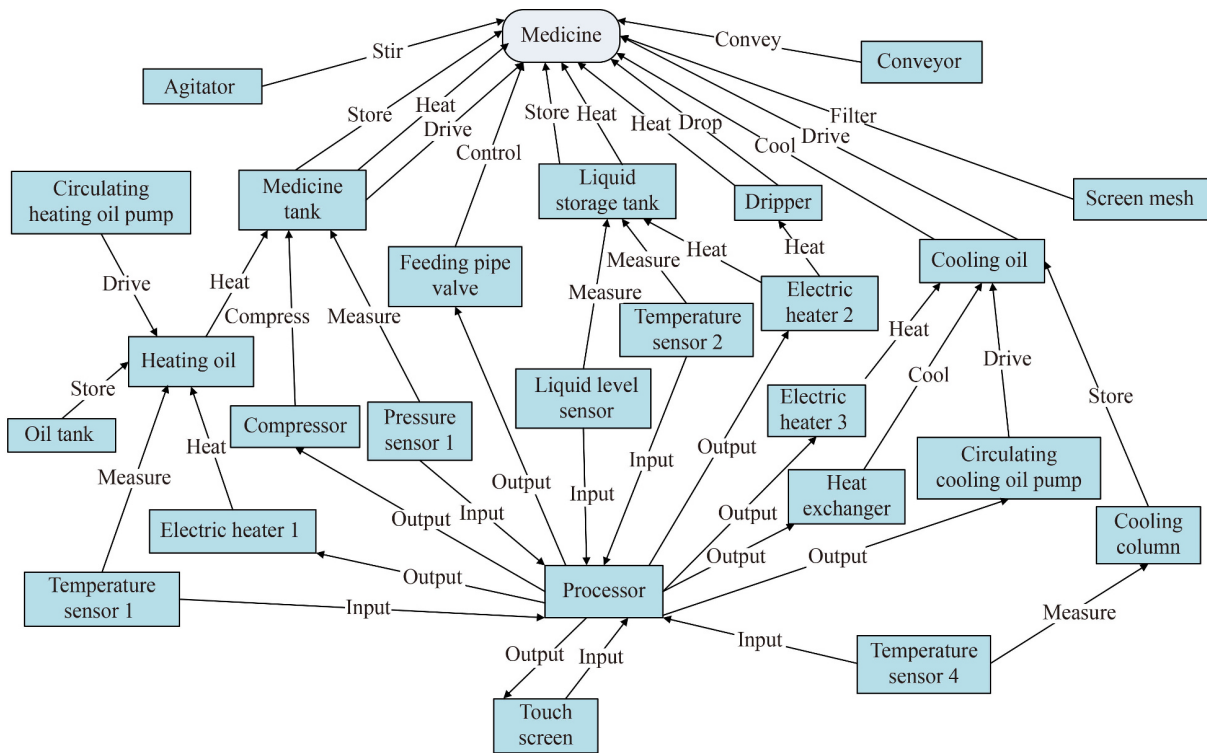 Medicine
Stir
Convey
Agitator
Conveyor
Store
Heat
Drive
Control
Store
Heat
Heat
Drop
Cool
Drive
Filter
Circulating
heating oil pump
Medicine
tank
Liquid
storage tank
Dripper
Screen mesh
Feeding pipe
valve
Cooling oil
Drive
Heat
Compress
Measure
Measure
Measure
Heat
Heat
Electric
heater 2
Temperature
sensor 2
Heating oil
Heat
Cool
Drive
Store
Store
Oil tank
Compressor
Pressure
sensor 1
Liquid level
sensor
Electric
heater 3
Circulating
cooling oil pump
Measure
Heat
Output
Input
Output
Input
Input
Output
Output
Heat
exchanger
Electric heater 1
Output
Output
Cooling
column
Output
Processor
Temperature
sensor 1
Input
Measure
Output
Input
Input
Temperature
sensor 4
Touch
screen